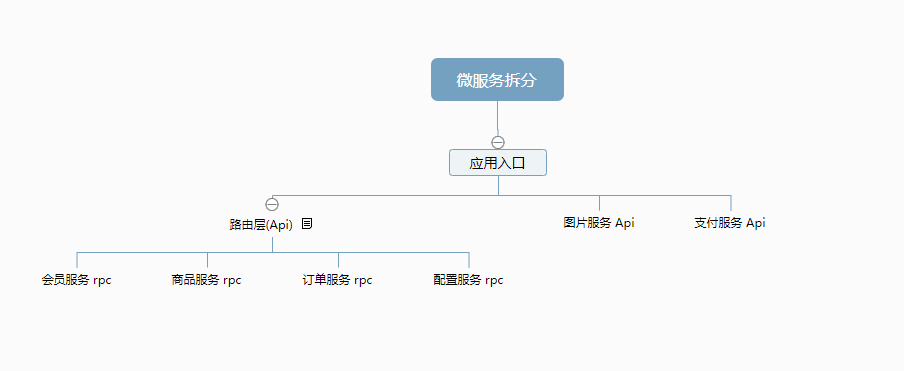 微服务拆分
应用入口
路由层(Api)
图片服务 Api
支付服务 Api
会员服务 rpc
商品服务 rpc
订单服务 rpc
配置服务 rpc